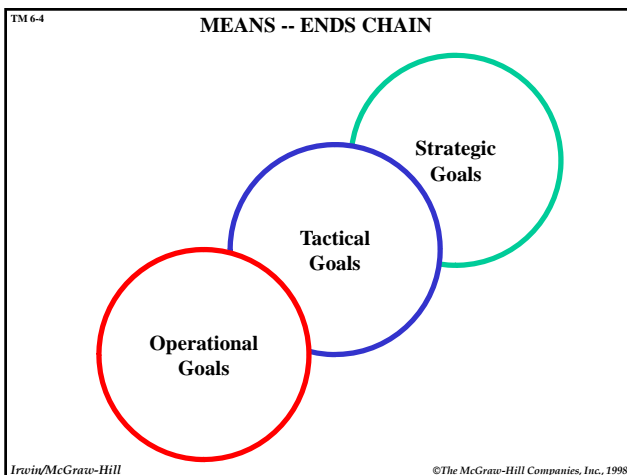 TM 6-4
MEANS -- ENDS CHAIN
Strategic
Goals
Tactical
Goals
Operational
Goals
Irwin/McGraw-Hill
©The McGraw-Hill Companies, Inc., 1998